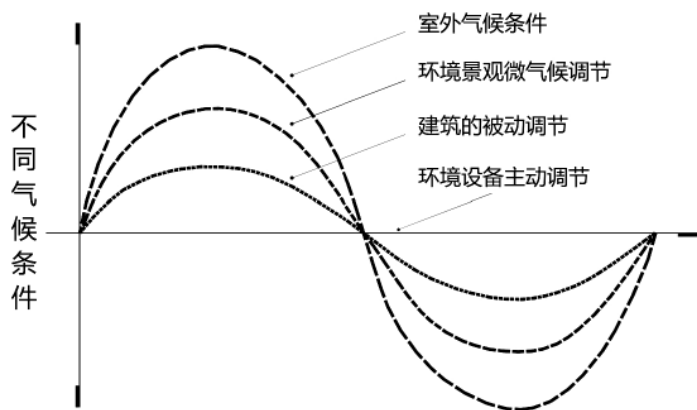 室外气候条件
环境景观微气候调节
建筑的被动调节
环境设备主动调节
不同气候条件